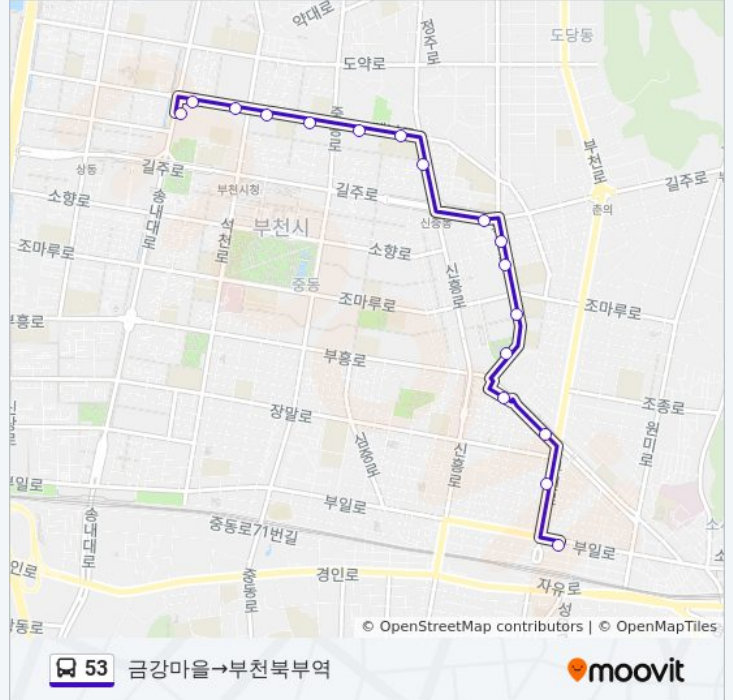 약대로
정주로
도당동
도약로
중동로
부천로
길주로
길주로
길주로
상동
부천시청
소향로
송내대로
석천로
부천시
신중동
춘의
조마루로
소향로
중동
신흥로
조마루로
조마루로
부흥로
조종로
장말로
원미로
신흥로
부일로
중동로71번길
부일로
송내대로
경인로
중동로
자유로
© OpenStreetMap contributors | © OpenMapTiles
53
금강마을→부천북부역
moovit